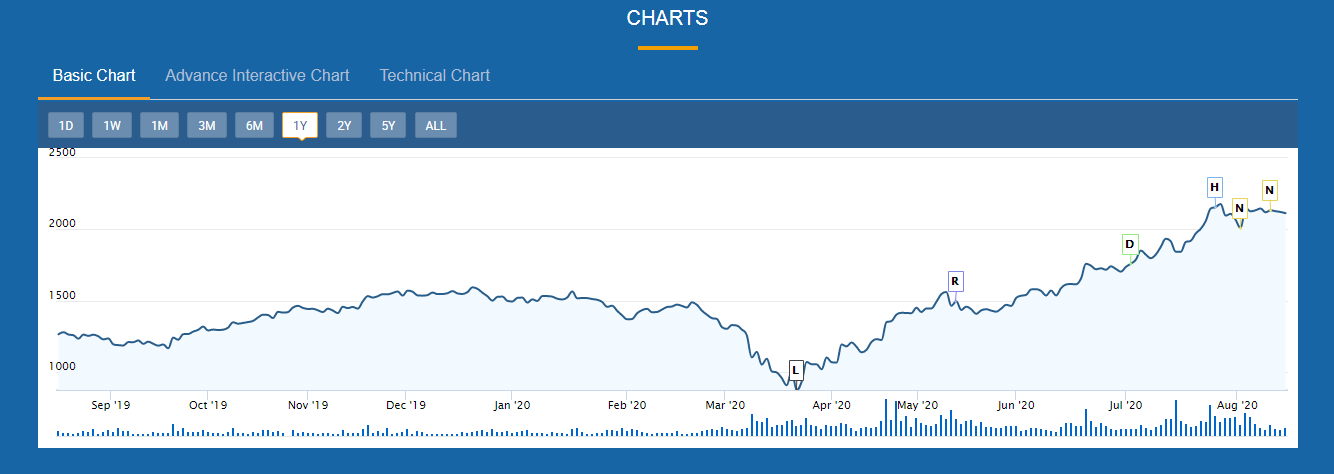 CHARTS
Basic Chart Advance Interactive Chart Technical Chart
1D 1W 1M 3M 6M 1Y 2Y 5Y ALL
2500
H
N
N
2000
D
R
1500
L
1000
Sep '19 Oct '19 Nov '19 Dec '19 Jan '20 Feb '20 Mar '20 Apr '20 May '20 Jun '20 Jul '20 Aug '20